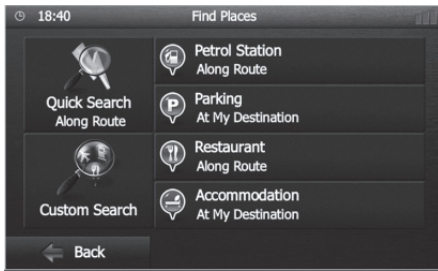 18:40
Find Places
Quick Search
Along Route
Custom Search
Petrol Station
Along Route
P
Parking
At My Destination
Restaurant
Along Route
Accommodation
At My Destination
Back